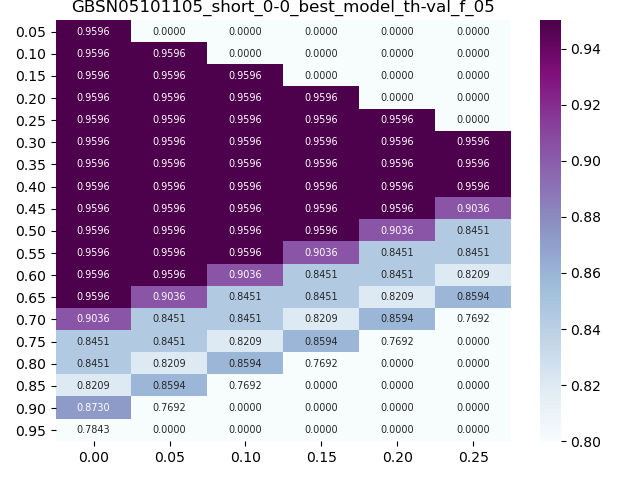 GBSN05101105_short_0-0_best_model_th-val_f_05
0.05 0.9596 0.0000 0.0000 0.0000 0.0000 0.0000
0.10 0.9596 0.9596 0.0000 0.0000 0.0000 0.0000
0.15 0.9596 0.9596 0.9596 0.0000 0.0000 0.0000
0.20 0.9596 0.9596 0.9596 0.9596 0.0000 0.0000
0.25 0.9596 0.9596 0.9596 0.9596 0.9596 0.0000
0.30 0.9596 0.9596 0.9596 0.9596 0.9596 0.9596
0.35 0.9596 0.9596 0.9596 0.9596 0.9596 0.9596
0.40 0.9596 0.9596 0.9596 0.9596 0.9596 0.9596
0.45 0.9596 0.9596 0.9596 0.9596 0.9596 0.9036
0.50 0.9596 0.9596 0.9596 0.9596 0.9036 0.8451
0.55 0.9596 0.9596 0.9596 0.9036 0.8451 0.8451
0.60 0.9596 0.9596 0.9036 0.8451 0.8451 0.8209
0.65 0.9596 0.9036 0.8451 0.8451 0.8209 0.8594
0.70 0.9036 0.8451 0.8451 0.8209 0.8594 0.7692
0.75 0.8451 0.8451 0.8209 0.8594 0.7692 0.0000
0.80 0.8451 0.8209 0.8594 0.7692 0.0000 0.0000
0.85 0.8209 0.8594 0.7692 0.0000 0.0000 0.0000
0.90 0.8730 0.7692 0.0000 0.0000 0.0000 0.0000
0.95 0.7843 0.0000 0.0000 0.0000 0.0000 0.0000
0.00 0.05 0.10 0.15 0.20 0.25
0.94
0.92
0.90
0.88
0.86
0.84
0.82
0.80